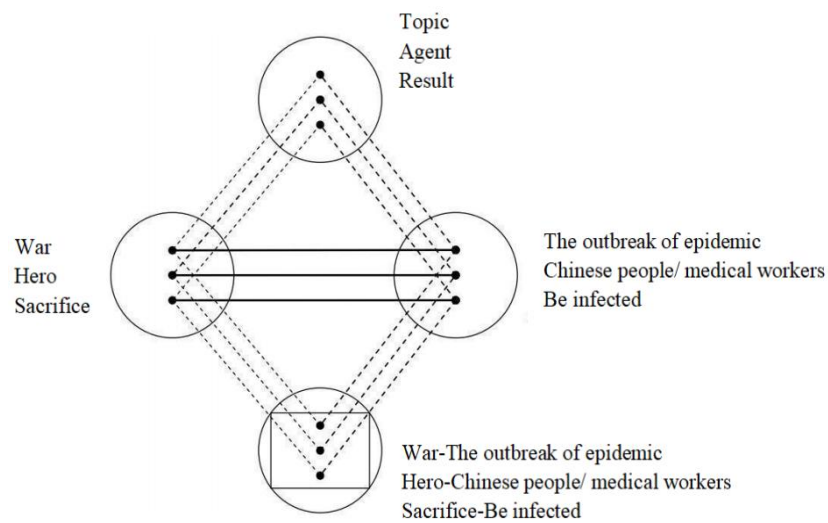 Topic
Agent
Result
War
Hero
Sacrifice
The outbreak of epidemic
Chinese people/ medical workers
Be infected
War-The outbreak of epidemic
Hero-Chinese people/ medical workers
Sacrifice-Be infected